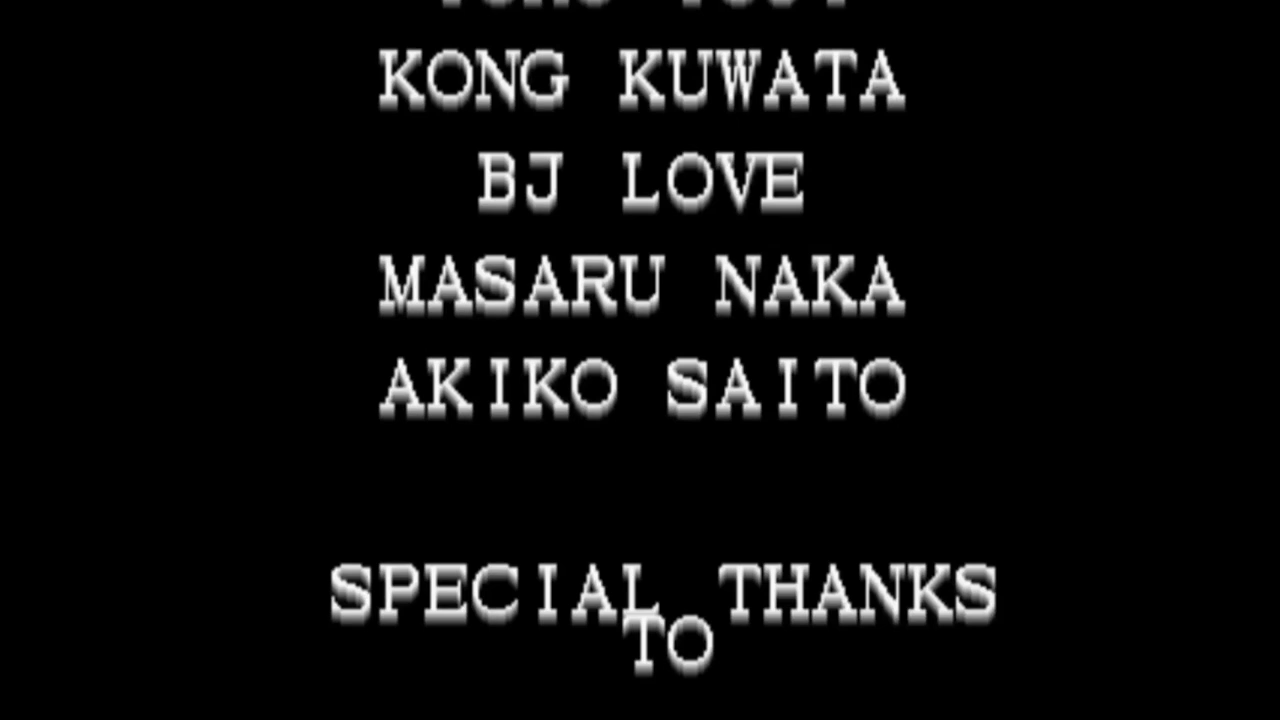 KONG KUWATA
BJ LOVE
MASARU NAKA
AKIKO SAITO
SPECIAL THANKS
TO